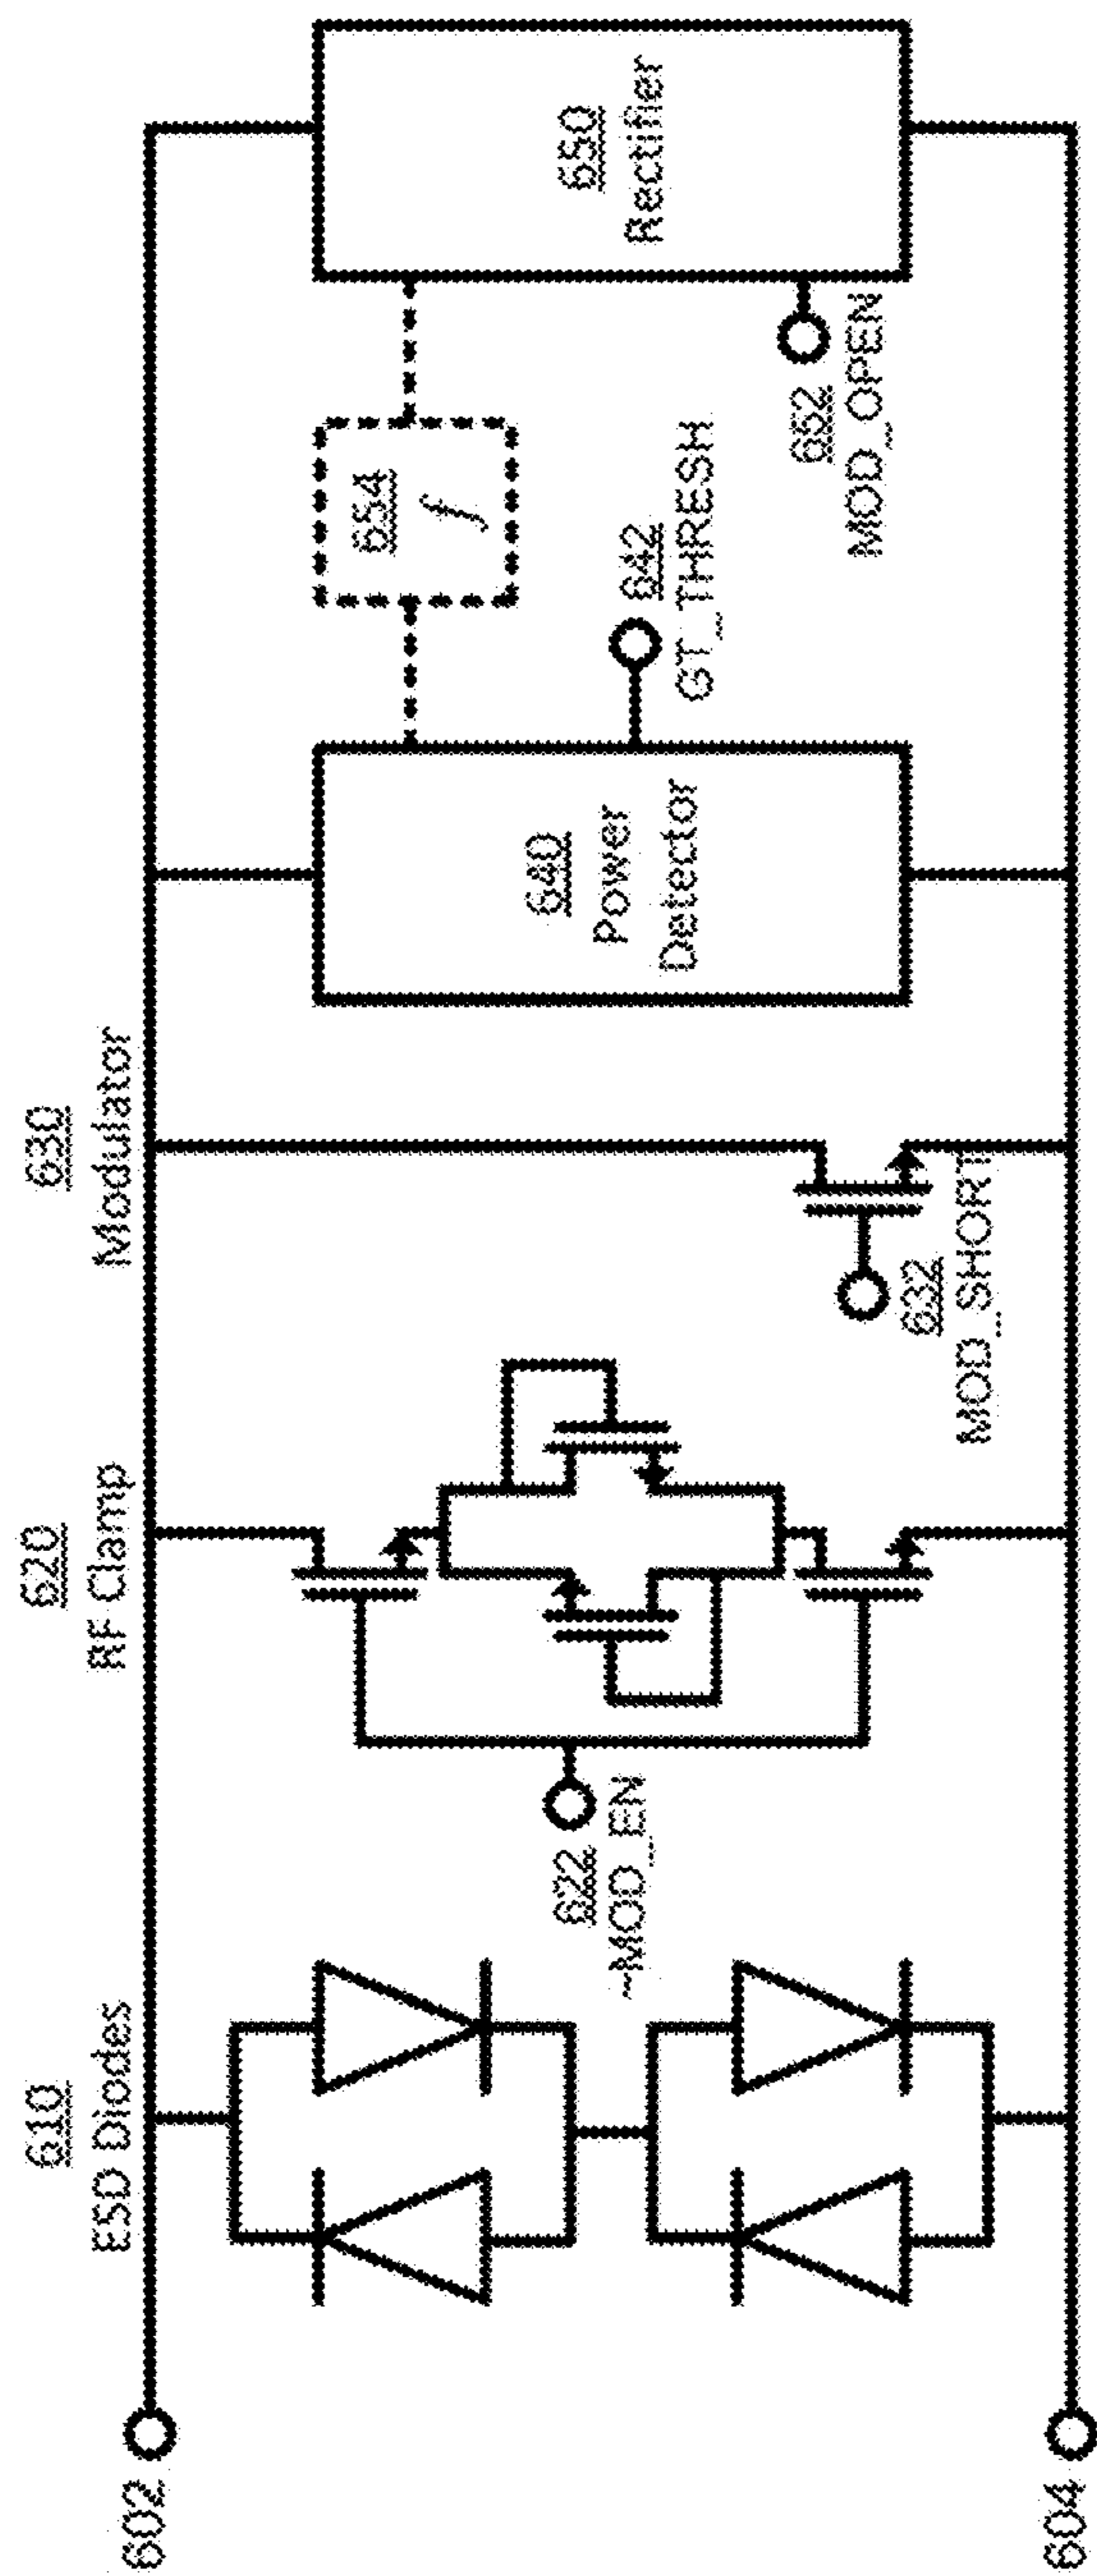 610
ESD Diodes
620
RF Clamp
630
Modulator
602
604
622
~MOD_EN
632
MOD_SHORT
640
Power
Detector
642
GT_THRESH
654
f
650
Rectifier
652
MOD_OPEN